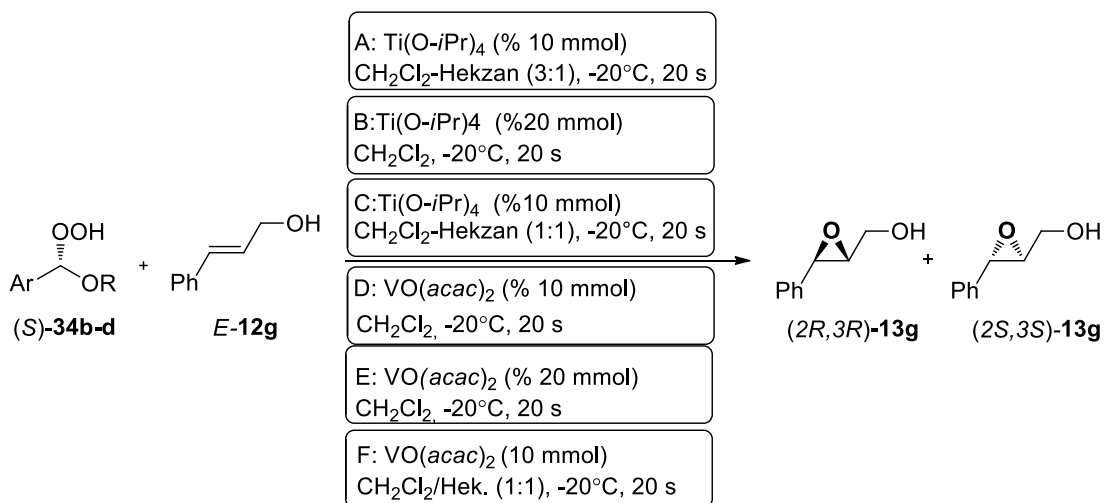 A: Ti(O-iPr)4 (% 10 mmol)
CH2Cl2-Hekzan (3:1), -20°C, 20 s
B:Ti(O-iPr)4 (%20 mmol)
CH2Cl2, -20°C, 20 s
C:Ti(O-iPr)4 (%10 mmol)
CH2Cl2-Hekzan (1:1), -20°C, 20 s
D: VO(acac)2 (% 10 mmol)
CH2Cl2, -20°C, 20 s
E: VO(acac)2 (% 20 mmol)
CH2Cl2, -20°C, 20 s
F: VO(acac)2 (10 mmol)
CH2Cl2/Hek. (1:1), -20°C, 20 s
OOH
Ar
OR
(S)-34b-d
+
OH
Ph
E-12g
O
OH
Ph
(2R,3R)-13g
+
O
OH
Ph
(2S,3S)-13g